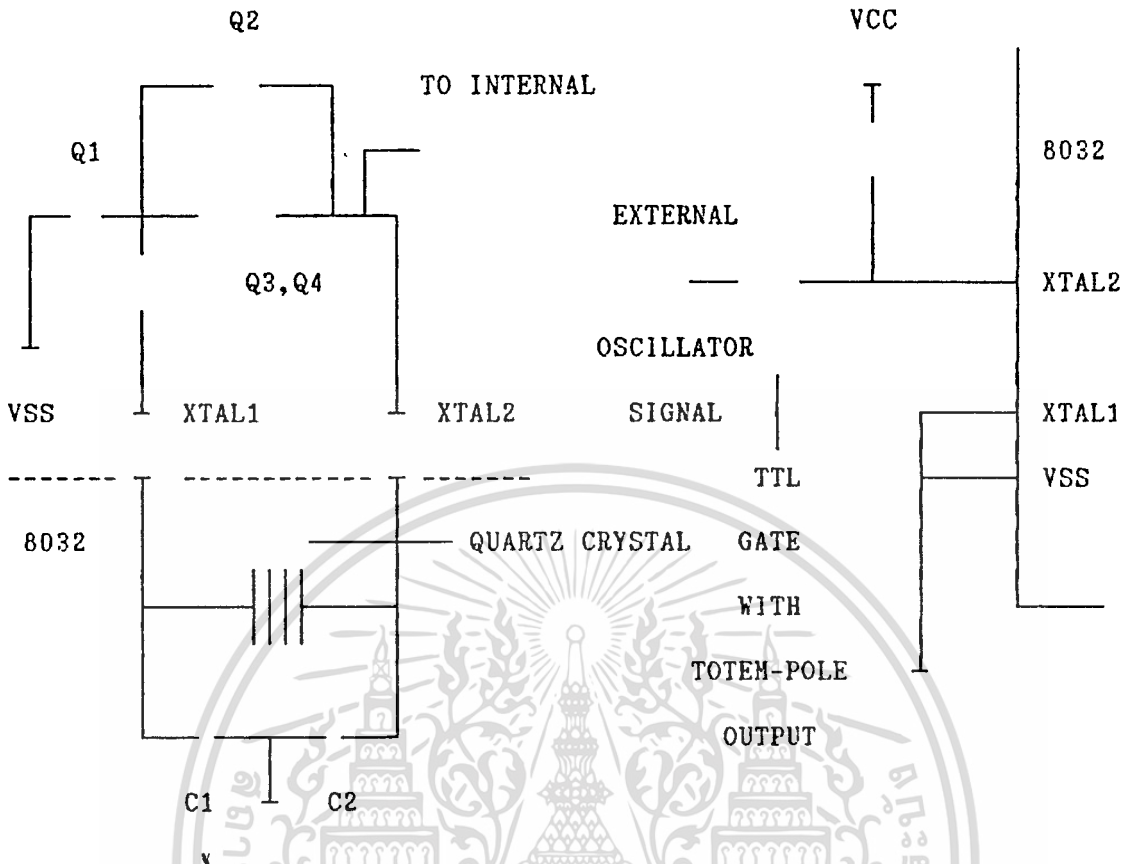 Q2
VCC
TO INTERNAL
Q1
8032
EXTERNAL
Q3,Q4
XTAL2
OSCILLATOR
VSS
XTAL1
XTAL2
SIGNAL
XTAL1
TTL
VSS
8032
QUARTZ CRYSTAL
GATE
WITH
TOTEM-POLE
OUTPUT
C1
C2